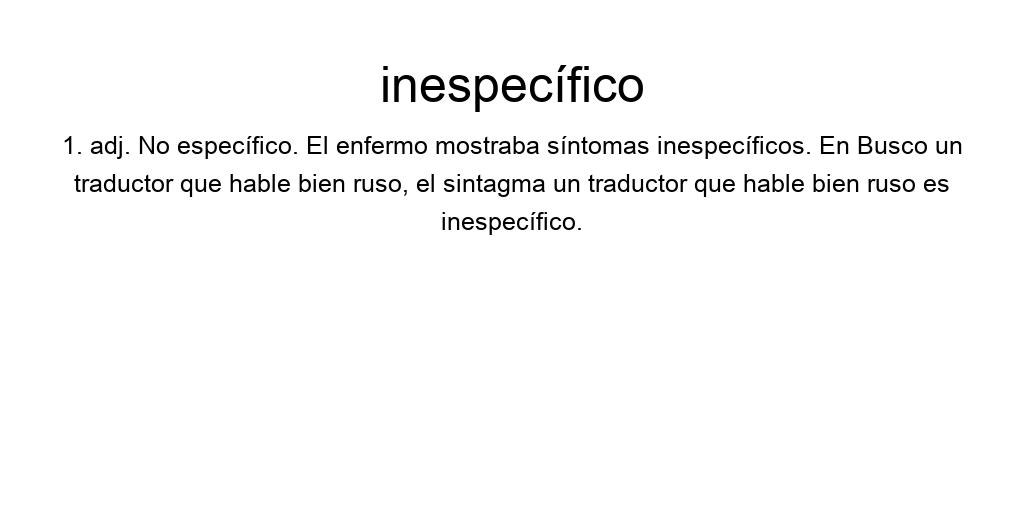 inespecífico
1. adj. No específico. El enfermo mostraba síntomas inespecíficos. En Busco un
traductor que hable bien ruso, el sintagma un traductor que hable bien ruso es
inespecífico.